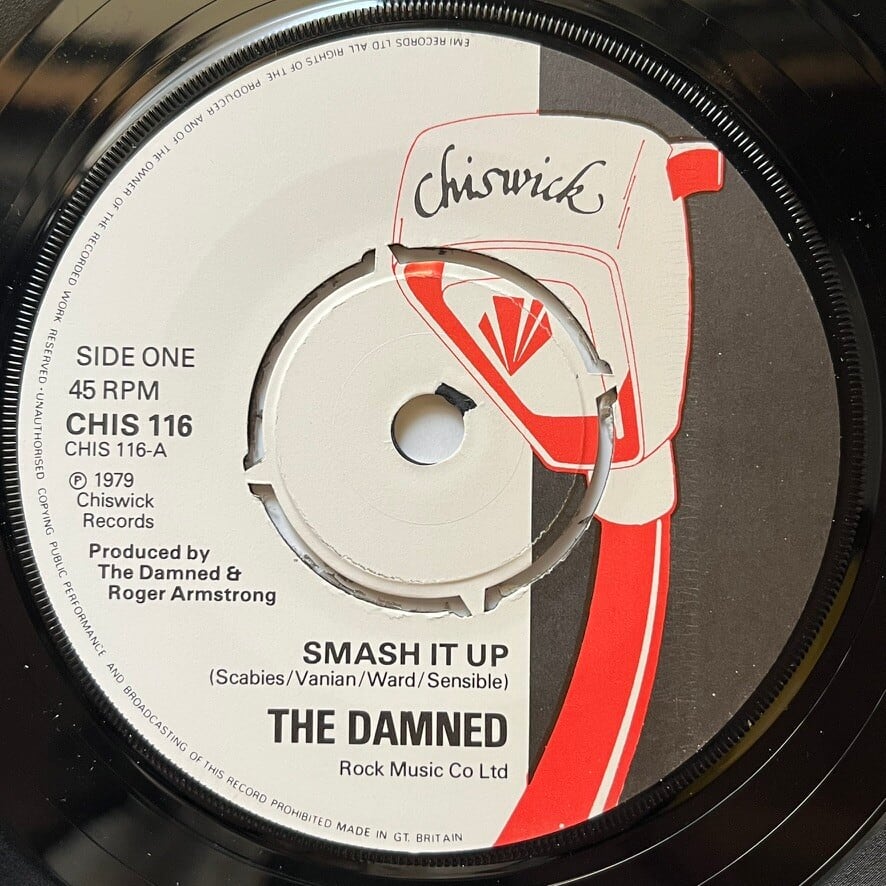 EMI RECORDS LTD ALL RIGHTS OF THE PRODUCER AND OF THE OWNER OF THE RECORDED WORK RESERVED · UNAUTHORISED COPYING PUBLIC PERFORMANCE AND BROADCASTING OF THIS RECORD PROHIBITED MADE IN GT. BRITAIN
Chiswick
SIDE ONE
45 RPM
CHIS 116
CHIS 116-A
℗ 1979
Chiswick
Records
Produced by
The Damned &
Roger Armstrong
SMASH IT UP
(Scabies/Vanian/Ward/Sensible)
THE DAMNED
Rock Music Co Ltd